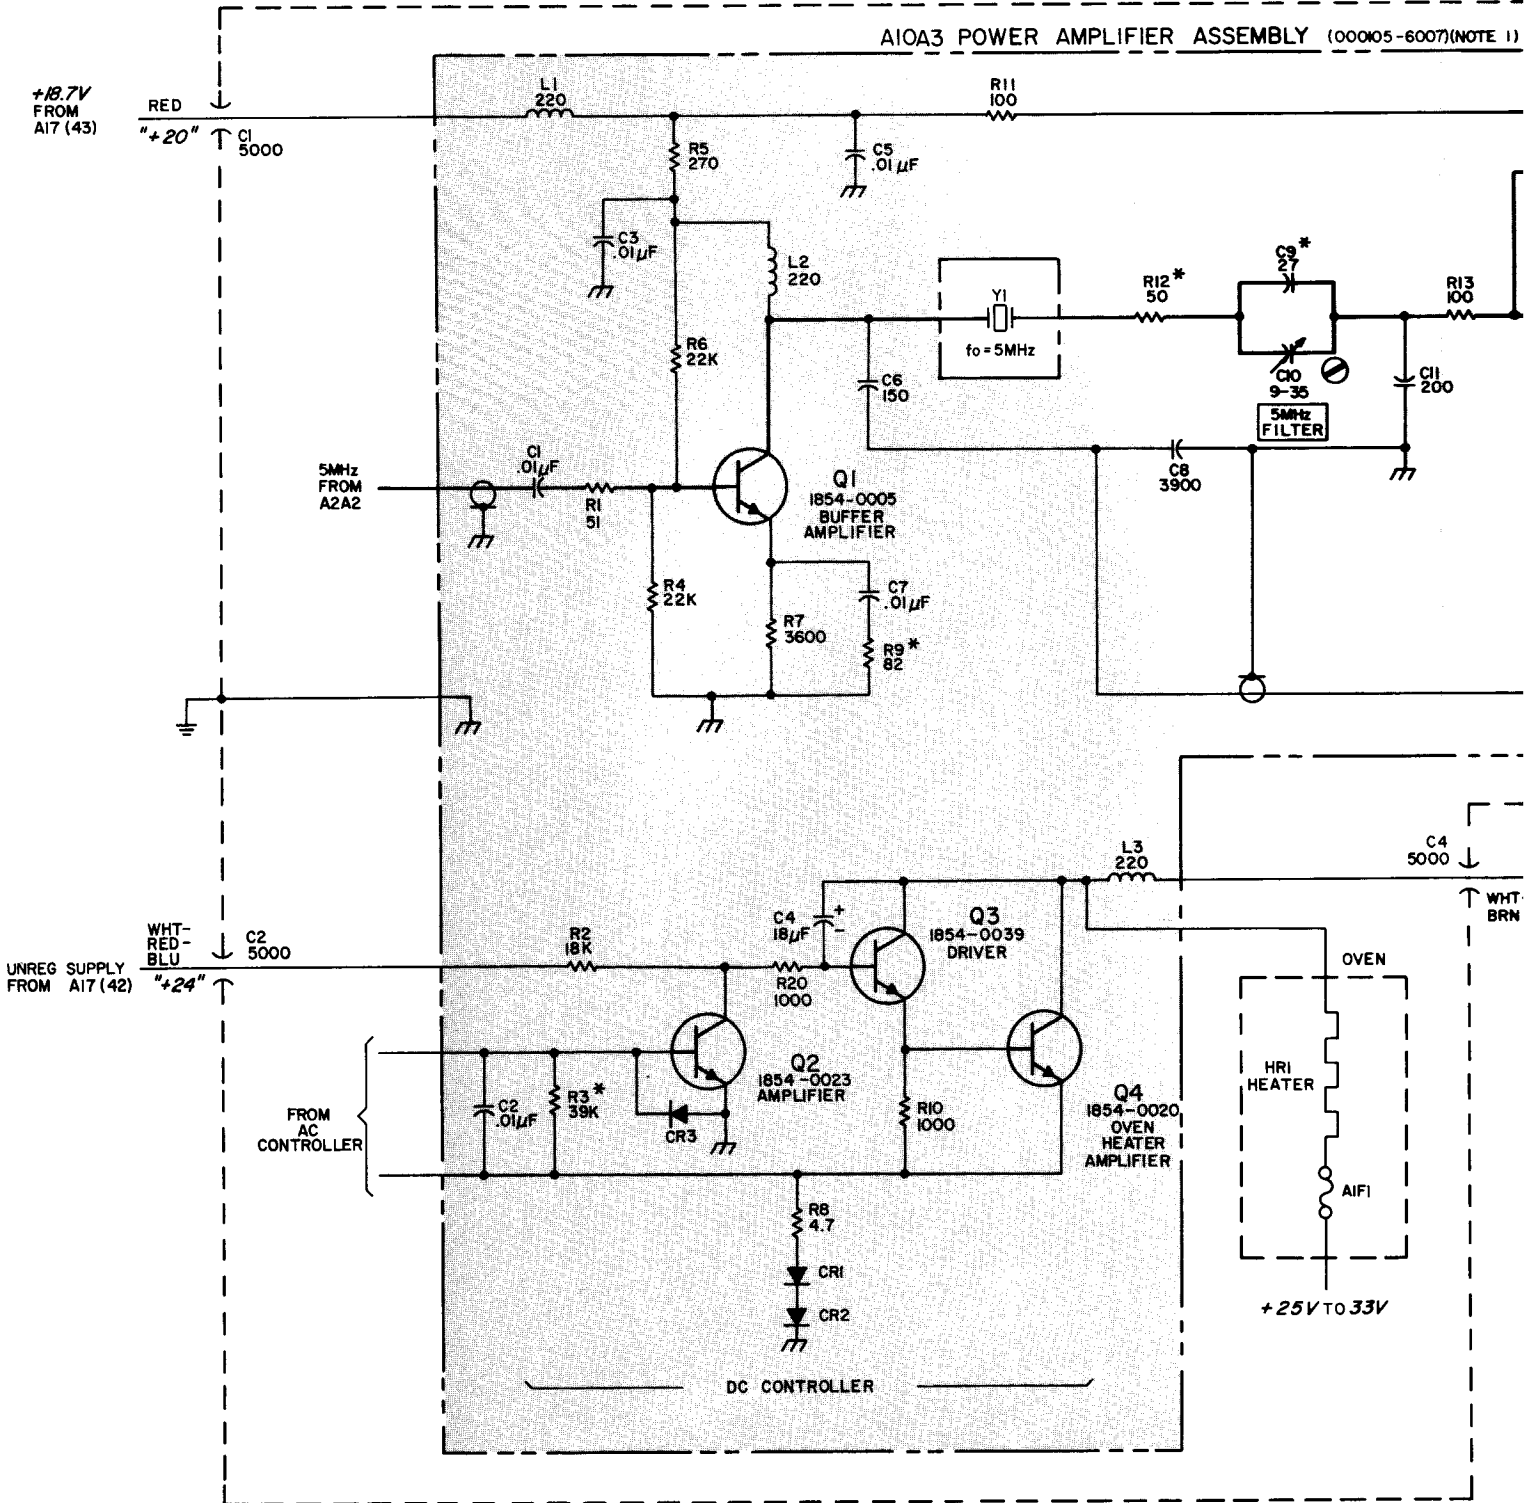 A10A3 POWER AMPLIFIER ASSEMBLY (000105-6007)(NOTE 1)
+18.7V
FROM
A17 (43)
RED
"+20"
C1
5000
L1
220
R11
100
R5
270
C5
.01µF
C3
.01µF
L2
220
R6
22K
Y1
fo = 5MHz
R12*
50
C9*
27
C10
9-35
5MHz
FILTER
R13
100
C11
200
C6
150
C8
3900
5MHz
FROM
A2A2
C1
.01µF
R1
51
Q1
1854-0005
BUFFER
AMPLIFIER
R4
22K
R7
3600
C7
.01µF
R9*
82
L3
220
C4
5000
WHT-
BRN
WHT-
RED-
BLU
C2
5000
UNREG SUPPLY
FROM A17 (42)
"+24"
R2
18K
C4
18µF
+
-
R20
1000
Q3
1854-0039
DRIVER
OVEN
HR1
HEATER
A1F1
+25V TO 33V
FROM
AC
CONTROLLER
C2
.01µF
R3*
39K
CR3
Q2
1854-0023
AMPLIFIER
R10
1000
Q4
1854-0020
OVEN
HEATER
AMPLIFIER
R8
4.7
CR1
CR2
DC CONTROLLER